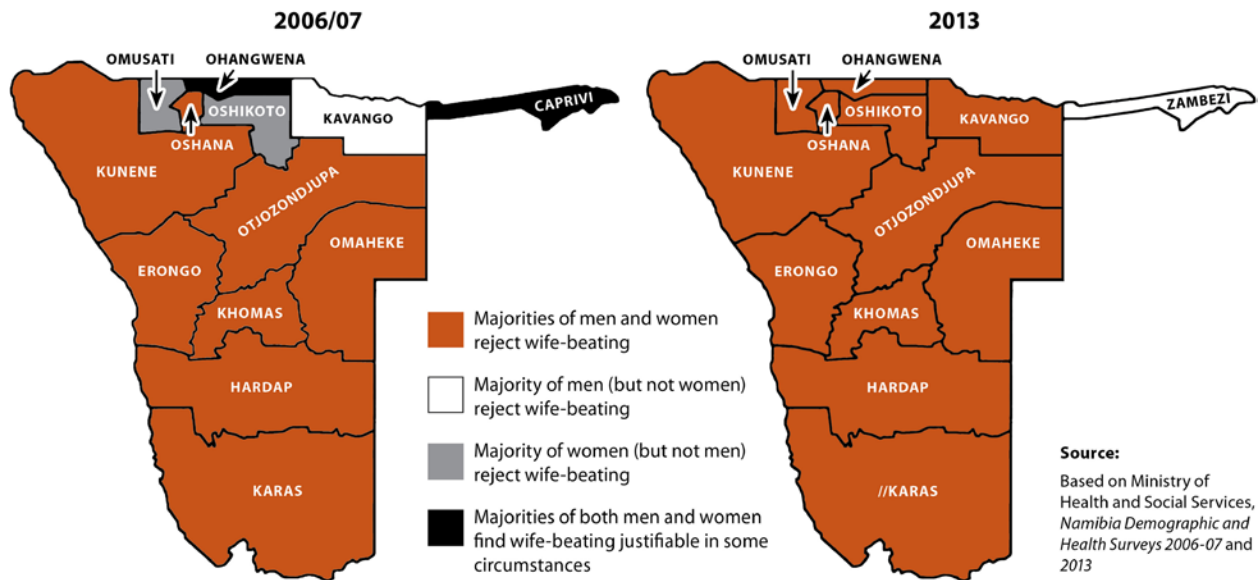 2006/07
OMUSATI
OHANGWENA
OSHIKOTO
KAVANGO
CAPRIVI
OSHANA
KUNENE
OTJOZONDJUPA
OMAHEKE
ERONGO
KHOMAS
HARDAP
KARAS
Majorities of men and women
reject wife-beating
Majority of men (but not women)
reject wife-beating
Majority of women (but not men)
reject wife-beating
Majorities of both men and women
find wife-beating justifiable in some
circumstances
2013
OMUSATI
OHANGWENA
OSHIKOTO
KAVANGO
ZAMBEZI
OSHANA
KUNENE
OTJOZONDJUPA
OMAHEKE
ERONGO
KHOMAS
HARDAP
//KARAS
Source:
Based on Ministry of
Health and Social Services,
Namibia Demographic and
Health Surveys 2006-07 and
2013